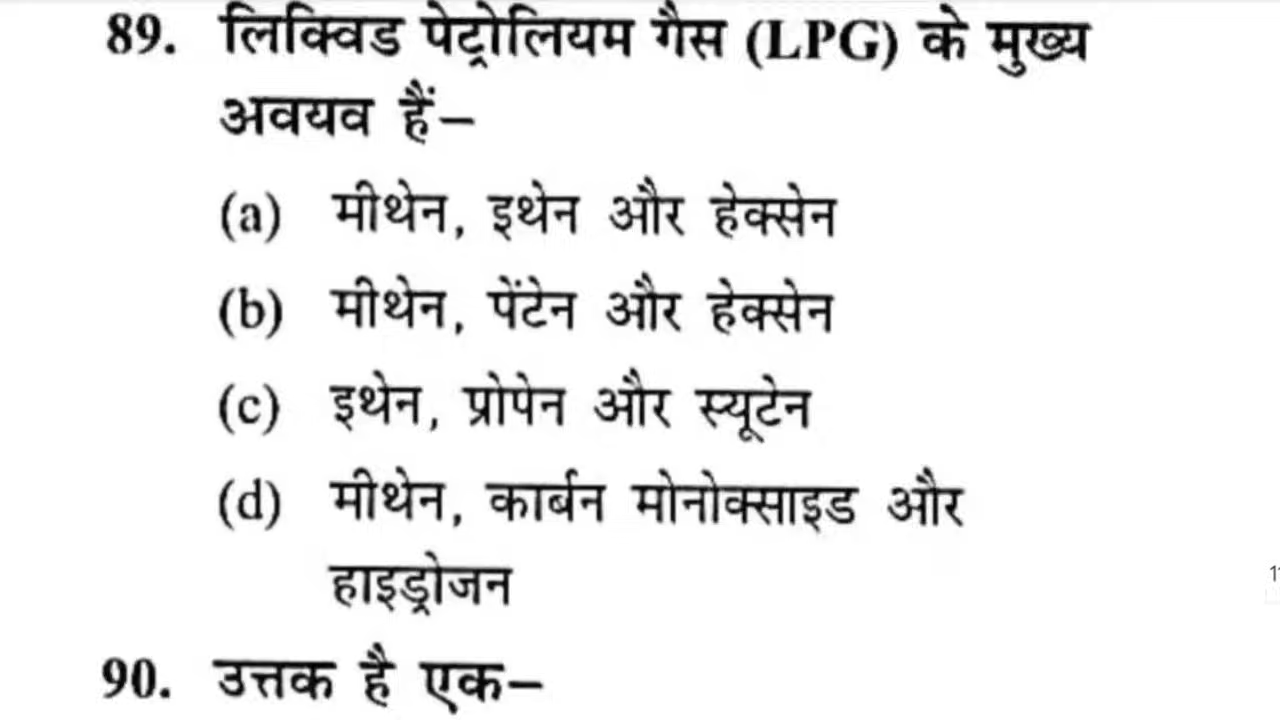 89. लिक्विड पेट्रोलियम गैस (LPG) के मुख्य
अवयव हैं–
(a) मीथेन, इथेन और हेक्सेन
(b) मीथेन, पेंटेन और हेक्सेन
(c) इथेन, प्रोपेन और स्यूटेन
(d) मीथेन, कार्बन मोनोक्साइड और
हाइड्रोजन
90. उत्तक है एक–